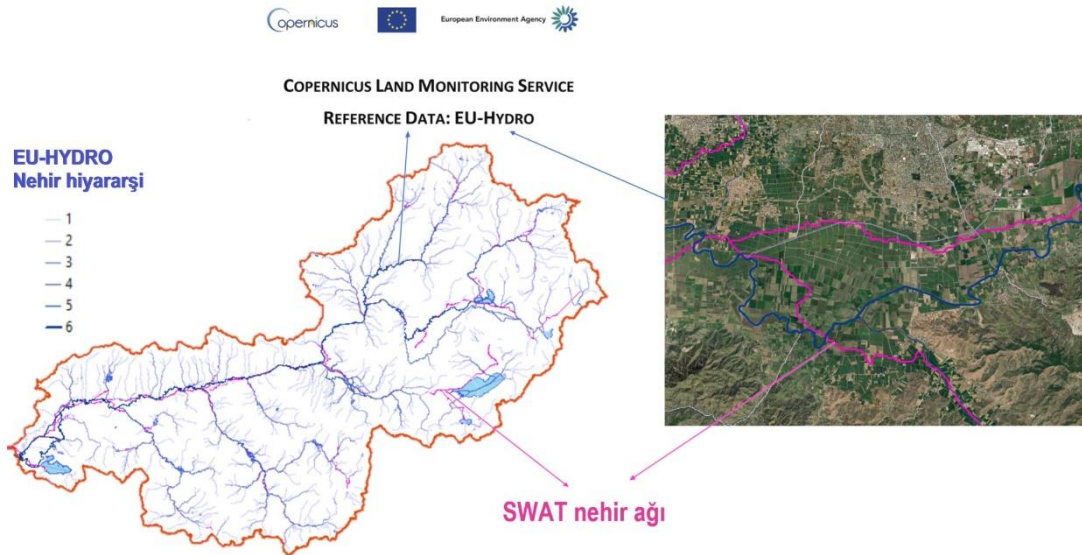 opernicus
European Environment Agency
COPERNICUS LAND MONITORING SERVICE
REFERENCE DATA: EU-HYDRO
EU-HYDRO
Nehir hiyararşi
1
2
3
4
5
6
SWAT nehir ağı